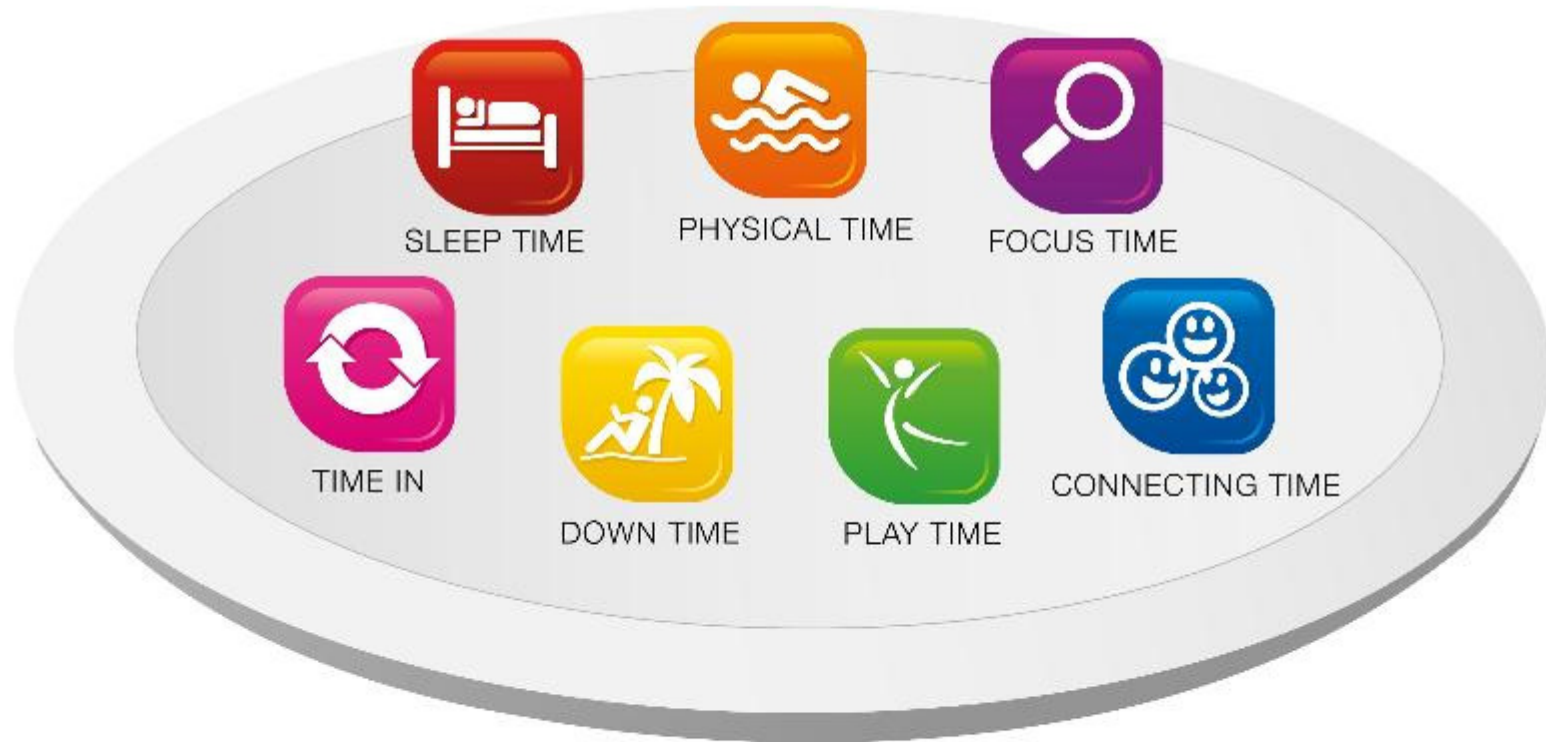 SLEEP TIME
PHYSICAL TIME
FOCUS TIME
TIME IN
DOWN TIME
PLAY TIME
CONNECTING TIME